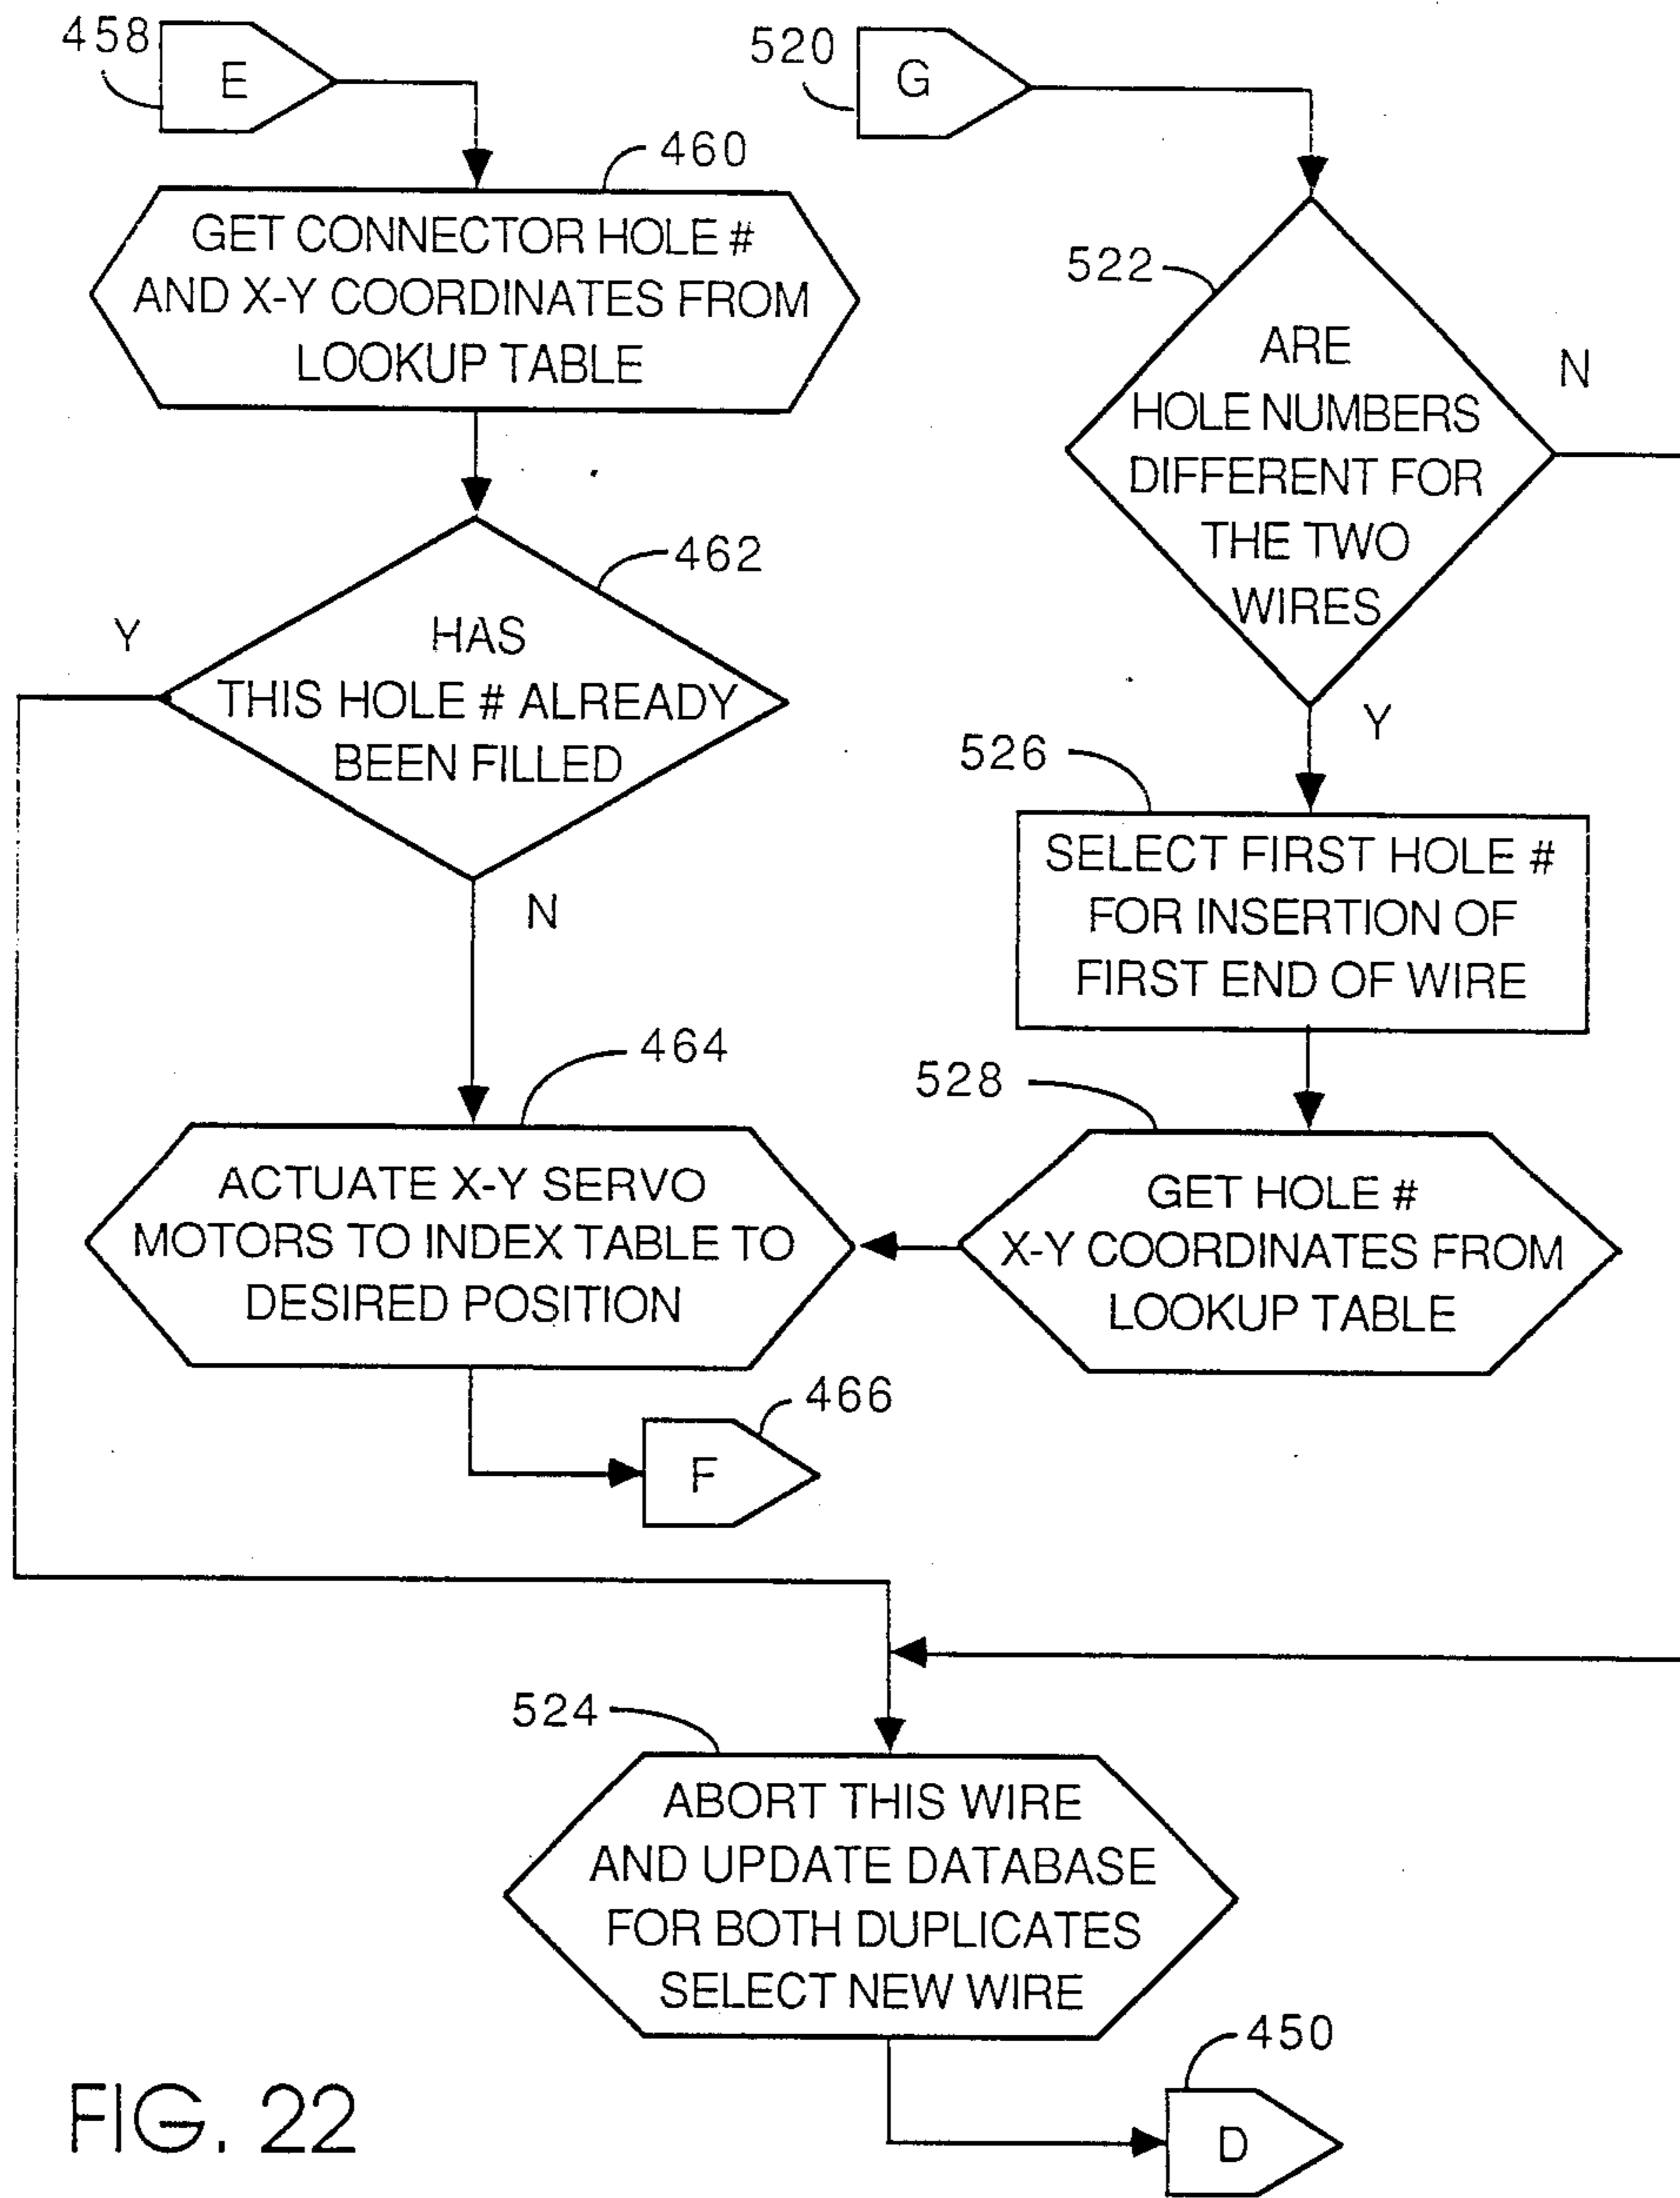 458
E
520
G
460
GET CONNECTOR HOLE #
AND X-Y COORDINATES FROM
LOOKUP TABLE
522
ARE
HOLE NUMBERS
DIFFERENT FOR
THE TWO
WIRES
N
Y
462
HAS
THIS HOLE # ALREADY
BEEN FILLED
Y
N
526
SELECT FIRST HOLE #
FOR INSERTION OF
FIRST END OF WIRE
464
ACTUATE X-Y SERVO
MOTORS TO INDEX TABLE TO
DESIRED POSITION
528
GET HOLE #
X-Y COORDINATES FROM
LOOKUP TABLE
466
F
524
ABORT THIS WIRE
AND UPDATE DATABASE
FOR BOTH DUPLICATES
SELECT NEW WIRE
450
D
FIG. 22